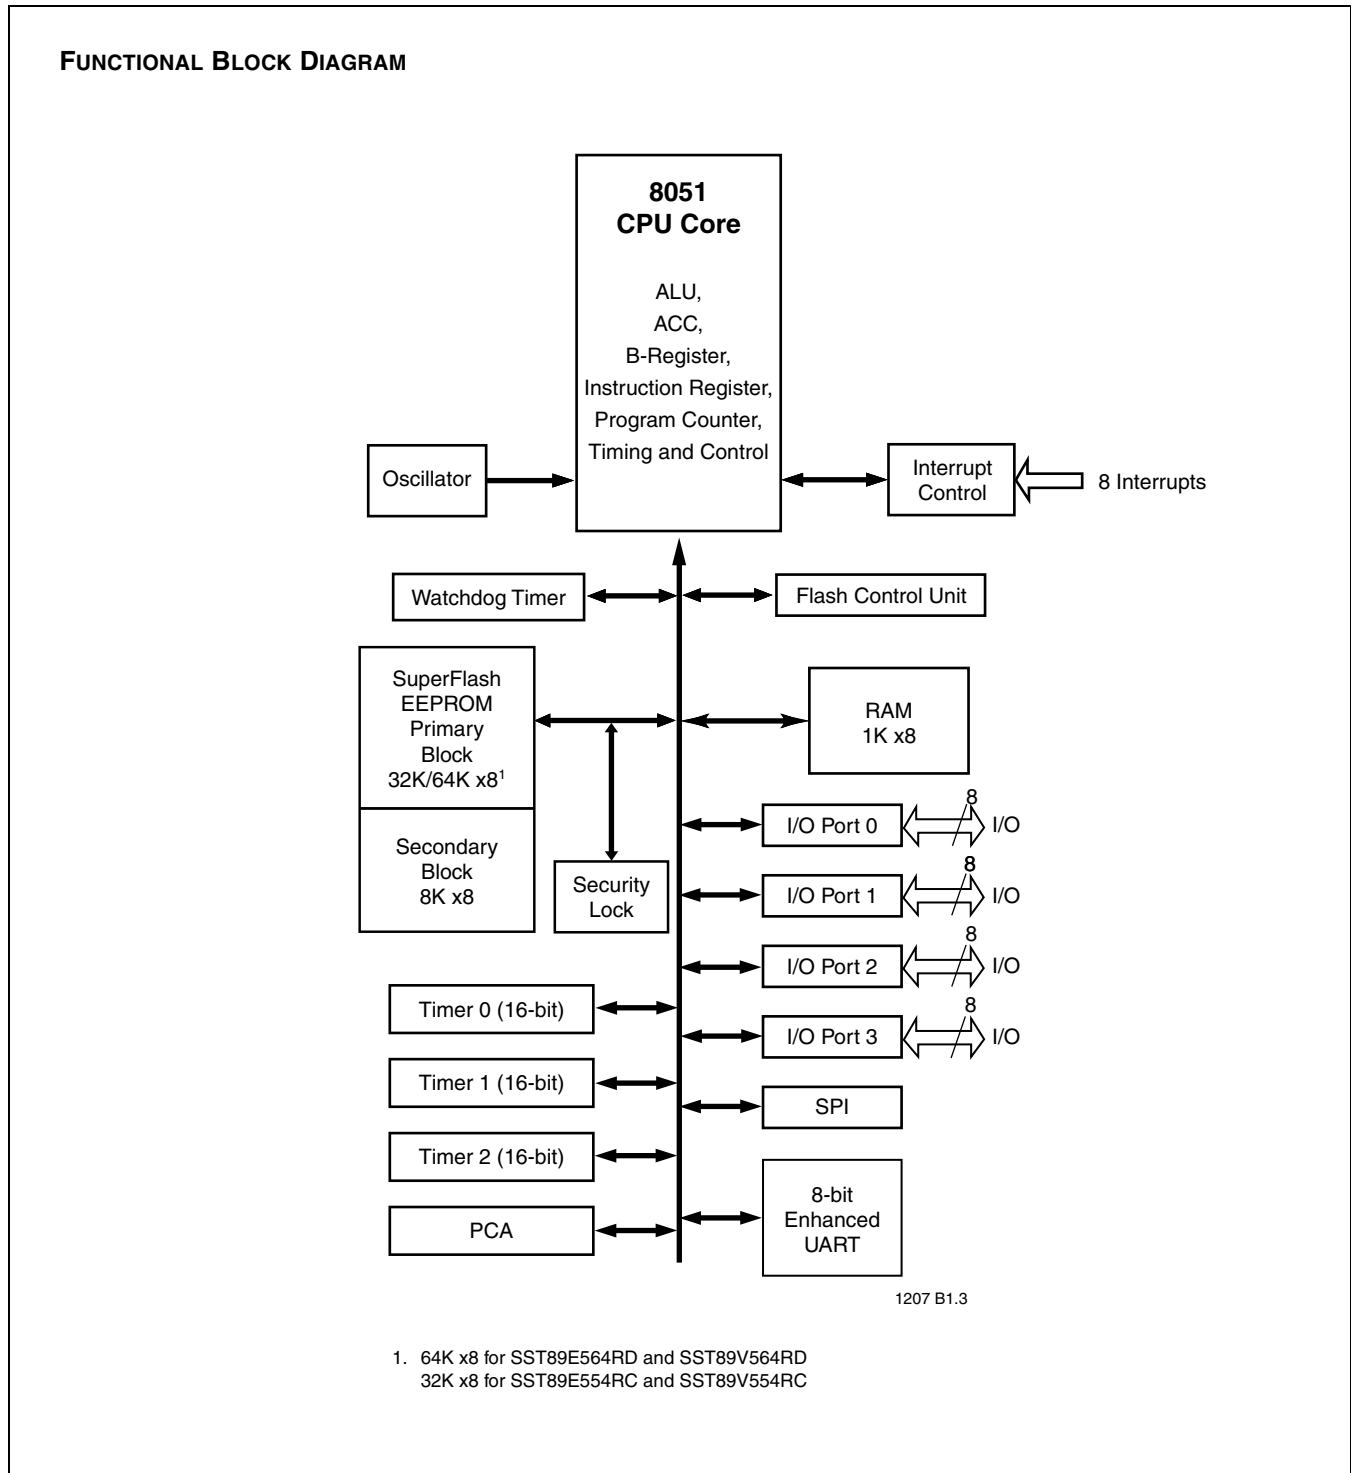 FUNCTIONAL BLOCK DIAGRAM
8051
CPU Core
ALU,
ACC,
B-Register,
Instruction Register,
Program Counter,
Timing and Control
Oscillator
Interrupt
Control
8 Interrupts
Watchdog Timer
Flash Control Unit
SuperFlash
EEPROM
Primary
Block
32K/64K x8¹
Secondary
Block
8K x8
Security
Lock
RAM
1K x8
I/O Port 0
8
I/O
I/O Port 1
8
I/O
I/O Port 2
8
I/O
I/O Port 3
8
I/O
Timer 0 (16-bit)
Timer 1 (16-bit)
Timer 2 (16-bit)
PCA
SPI
8-bit
Enhanced
UART
1207 B1.3
1. 64K x8 for SST89E564RD and SST89V564RD
32K x8 for SST89E554RC and SST89V554RC